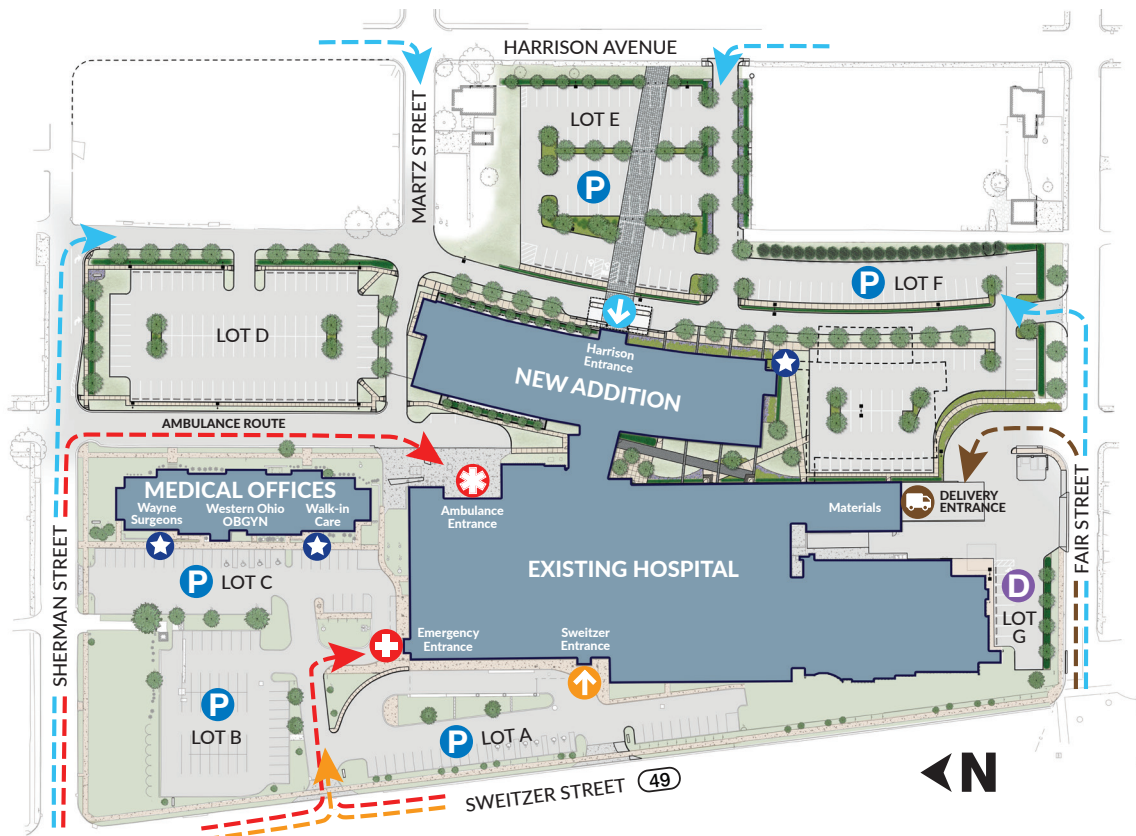 HARRISON AVENUE
MARTZ STREET
LOT E
P
P
LOT F
LOT D
Harrison
Entrance
NEW ADDITION
AMBULANCE ROUTE
MEDICAL OFFICES
Wayne
Surgeons
Western Ohio
OBGYN
Walk-in
Care
Ambulance
Entrance
Materials
DELIVERY
ENTRANCE
SHERMAN STREET
FAIR STREET
P
LOT C
EXISTING HOSPITAL
D
LOT
G
Emergency
Entrance
Sweitzer
Entrance
P
LOT B
P
LOT A
SWEITZER STREET
49
N